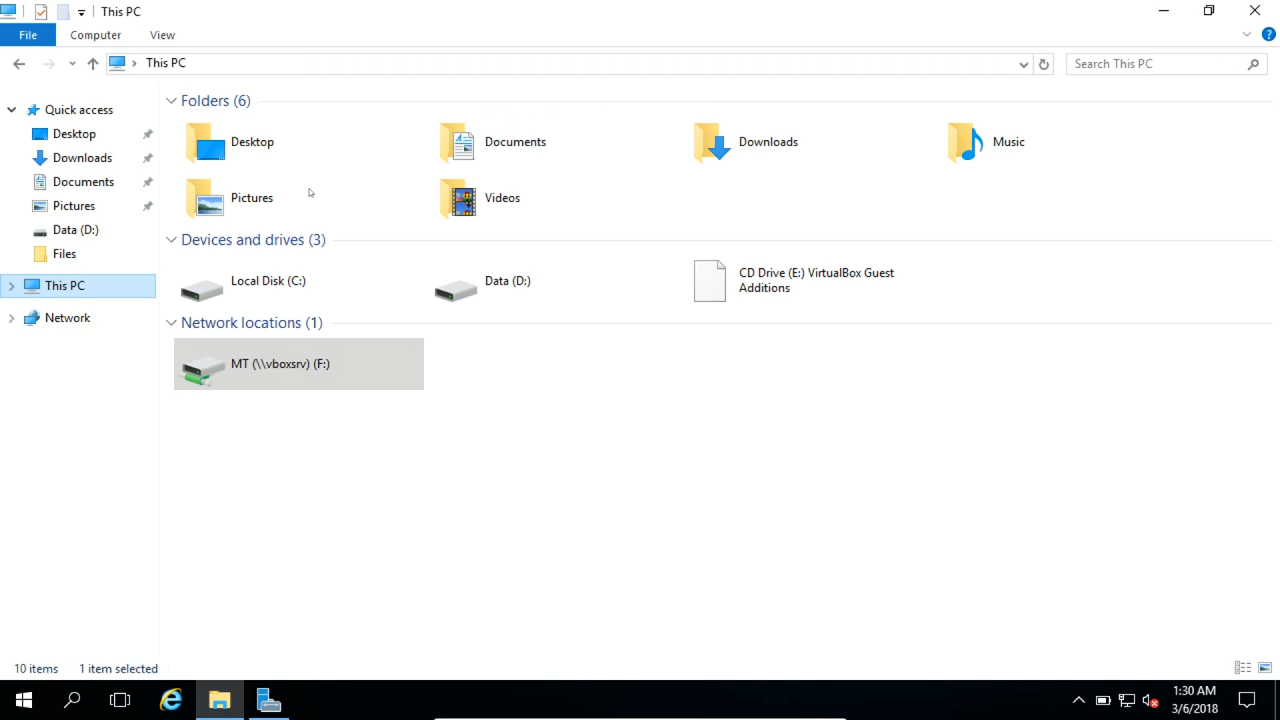 This PC
File
Computer
View
This PC
Search This PC
Quick access
Desktop
Downloads
Documents
Pictures
Data (D:)
Files
This PC
Network
Folders (6)
Desktop
Documents
Downloads
Music
Pictures
Videos
Devices and drives (3)
Local Disk (C:)
Data (D:)
CD Drive (E:) VirtualBox Guest
Additions
Network locations (1)
MT (\\vboxsrv) (F:)
10 items
1 item selected
1:30 AM
3/6/2018